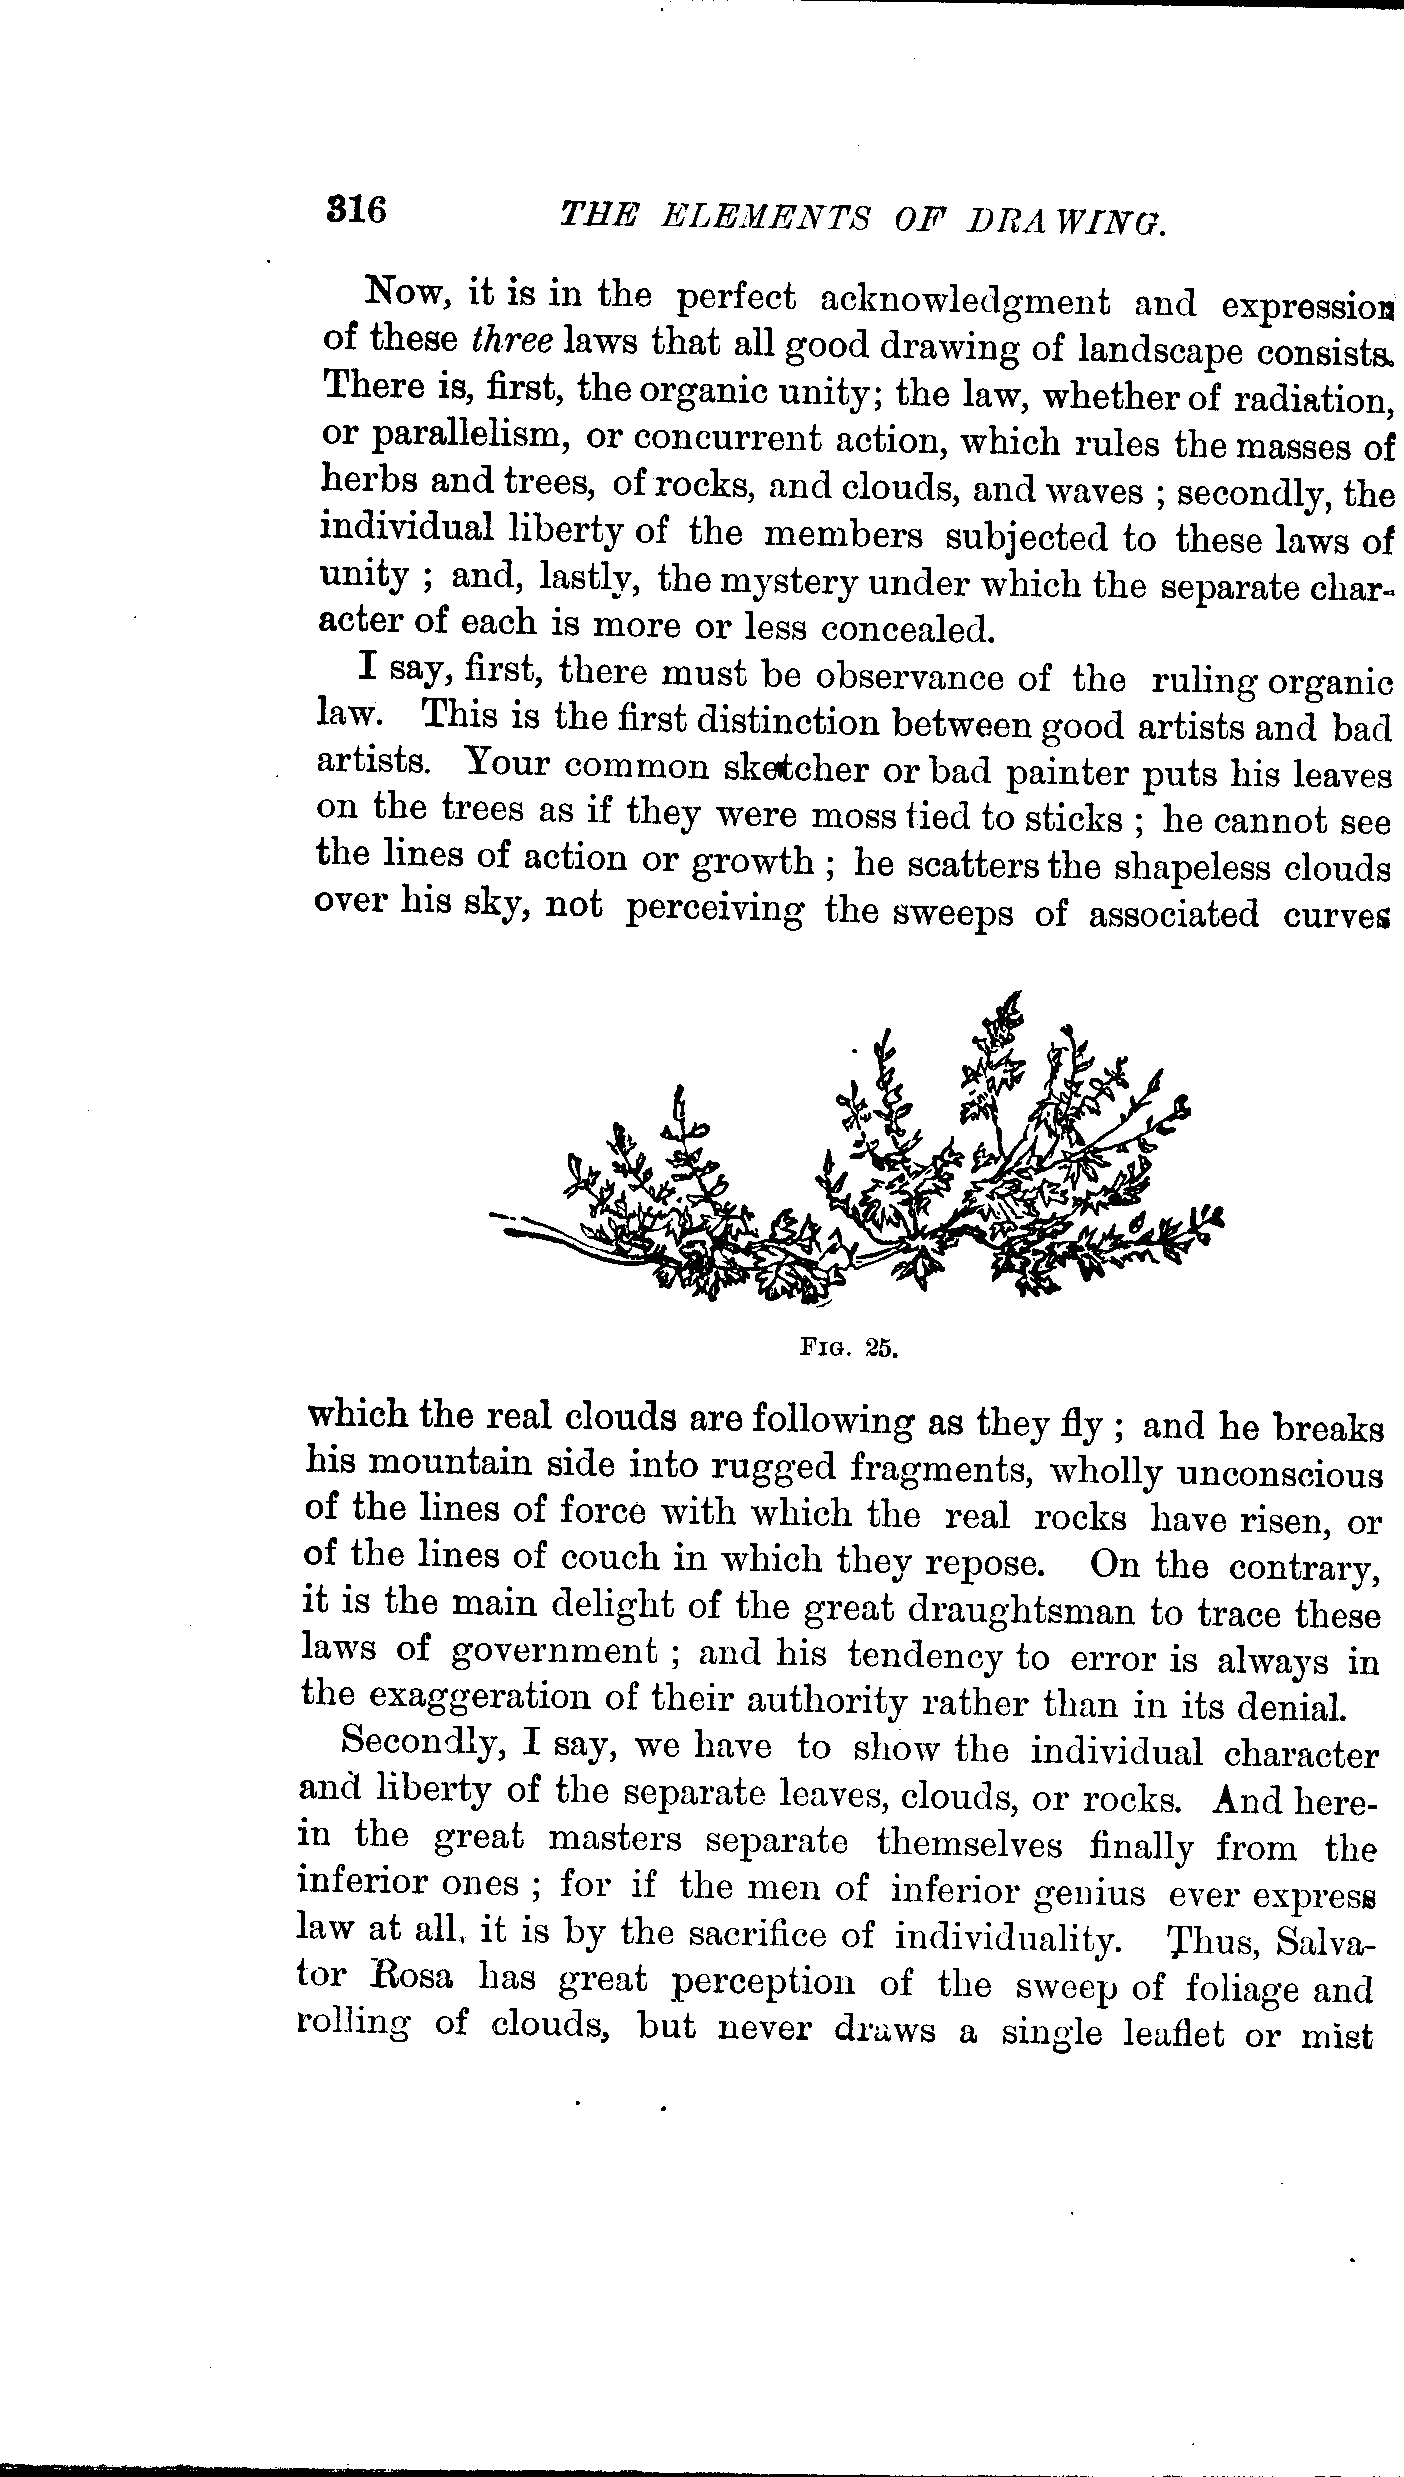 316 THE ELEMENTS OF DRAWING.
Now, it is in the perfect acknowledgment and expression
of these three laws that all good drawing of landscape consists.
There is, first, the organic unity; the law, whether of radiation,
or parallelism, or concurrent action, which rules the masses of
herbs and trees, of rocks, and clouds, and waves ; secondly, the
individual liberty of the members subjected to these laws of
unity ; and, lastly, the mystery under which the separate char-
acter of each is more or less concealed.
I say, first, there must be observance of the ruling organic
law. This is the first distinction between good artists and bad
artists. Your common sketcher or bad painter puts his leaves
on the trees as if they were moss tied to sticks ; he cannot see
the lines of action or growth ; he scatters the shapeless clouds
over his sky, not perceiving the sweeps of associated curves
FIG. 25.
which the real clouds are following as they fly ; and he breaks
his mountain side into rugged fragments, wholly unconscious
of the lines of force with which the real rocks have risen, or
of the lines of couch in which they repose. On the contrary,
it is the main delight of the great draughtsman to trace these
laws of government ; and his tendency to error is always in
the exaggeration of their authority rather than in its denial.
Secondly, I say, we have to show the individual character
and liberty of the separate leaves, clouds, or rocks. And here-
in the great masters separate themselves finally from the
inferior ones ; for if the men of inferior genius ever express
law at all, it is by the sacrifice of individuality. Thus, Salva-
tor Rosa has great perception of the sweep of foliage and
rolling of clouds, but never draws a single leaflet or mist